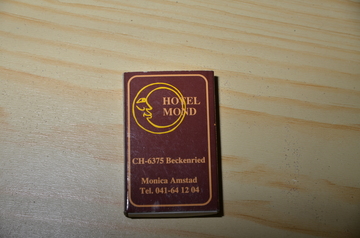 HOTEL
MOND
CH-6375 Beckenried
Monica Amstad
Tel. 041-64 12 04